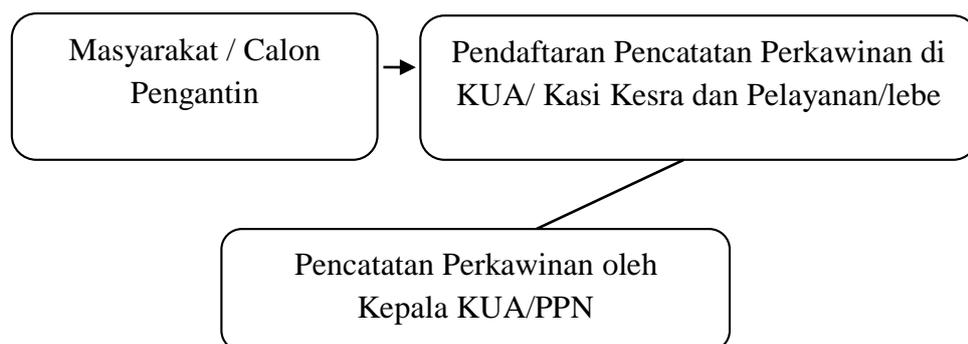 Masyarakat / Calon
Pengantin
Pendaftaran Pencatatan Perkawinan di
KUA/ Kasi Kesra dan Pelayanan/lebe
Pencatatan Perkawinan oleh
Kepala KUA/PPN